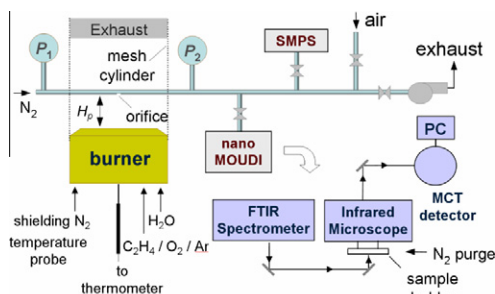 Exhaust
P1
mesh
cylinder
P2
SMPS
air
exhaust
N2
Hp
orifice
burner
nano
MOUDI
PC
MCT
detector
shielding N2
H2O
temperature
probe
C2H4 / O2 / Ar
to
thermometer
FTIR
Spectrometer
Infrared
Microscope
N2 purge
sample